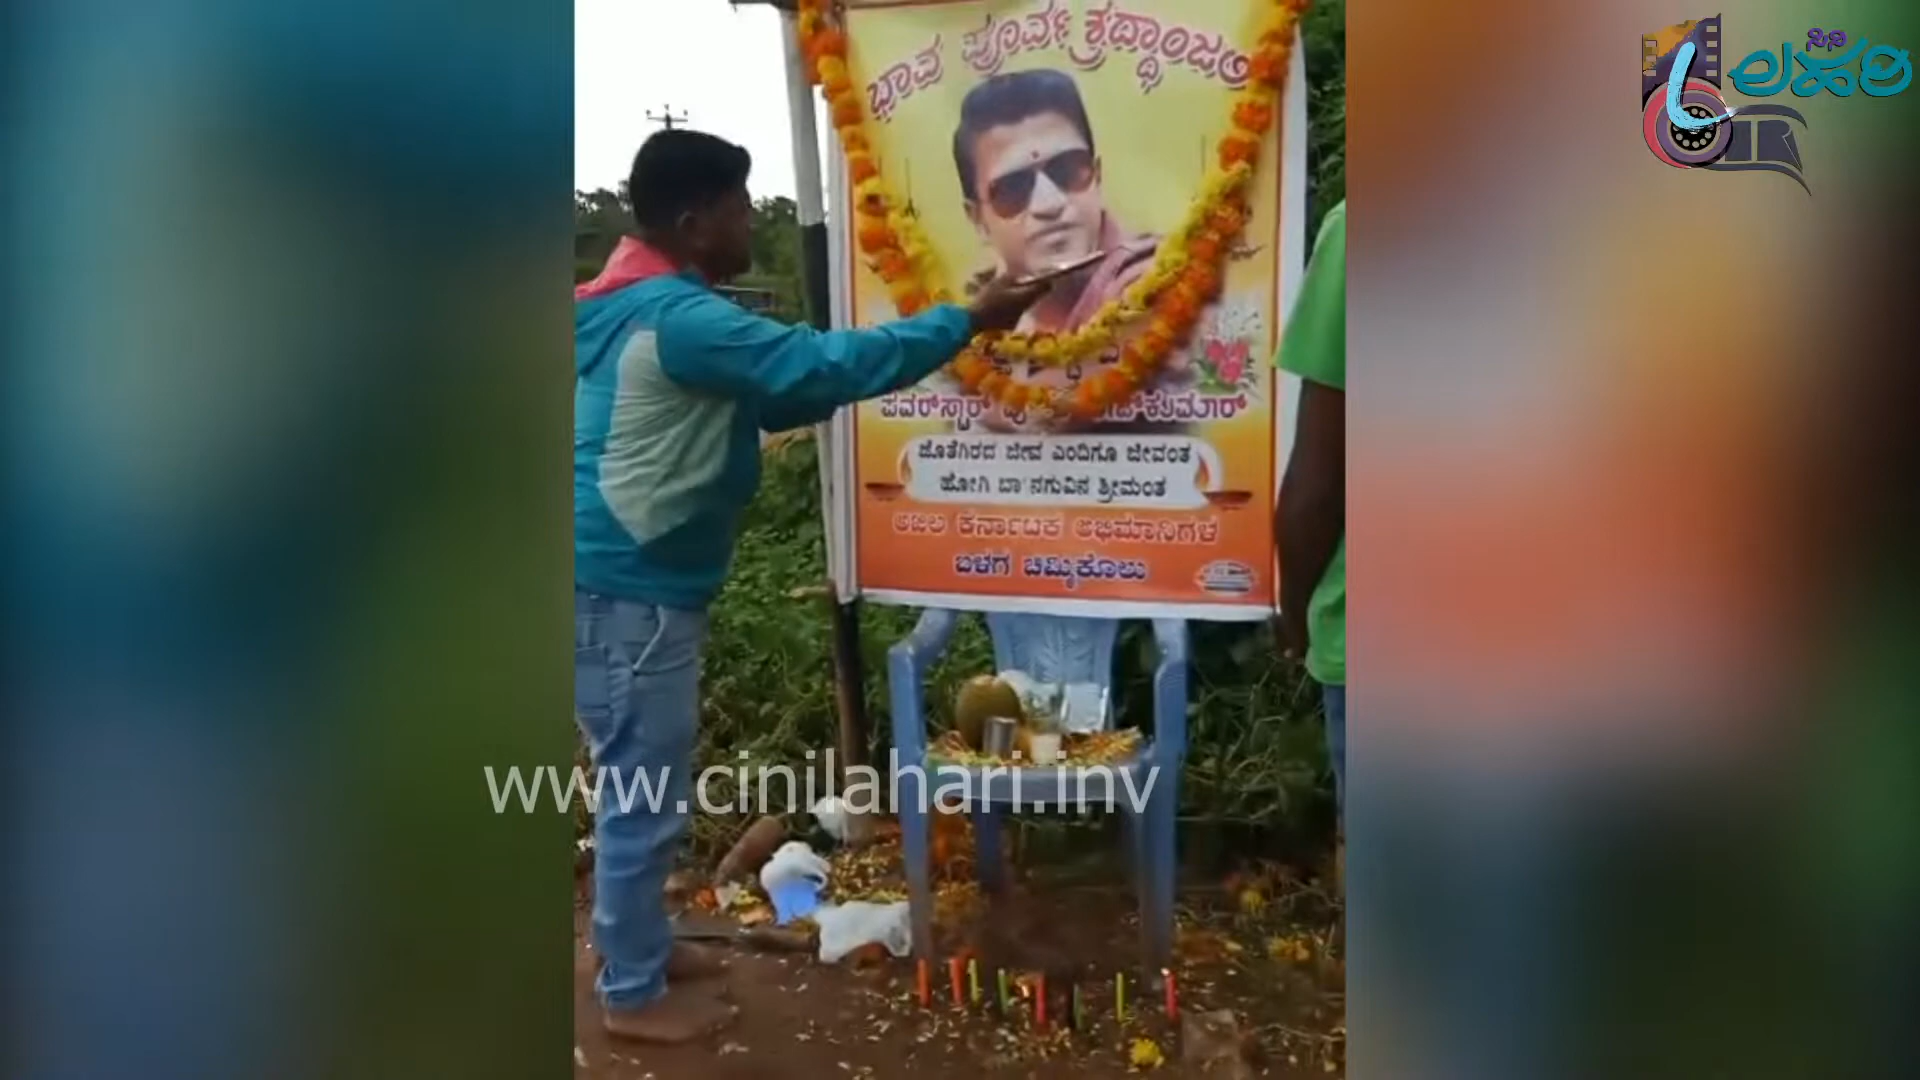 ಭಾವ ಪೂರ್ವ ಶ್ರದ್ಧಾಂಜಲಿ
ಪವರ್‌ಸ್ಟಾರ್ ರಾಜ್‌ಕುಮಾರ್
ಜೊತೆಗಿರದ ಜೀವ ಎಂದಿಗೂ ಜೀವಂತ
ಹೋಗಿ ಬಾ ನಗುವಿನ ಶ್ರೀಮಂತ
ಅಖಿಲ ಕರ್ನಾಟಕ ಅಭಿಮಾನಿಗಳ
ಬಳಗ ಚಿಮ್ಮಿಕೊಲು
ಸಿನಿ
ಲಹರಿ
www.cinilahari.inv